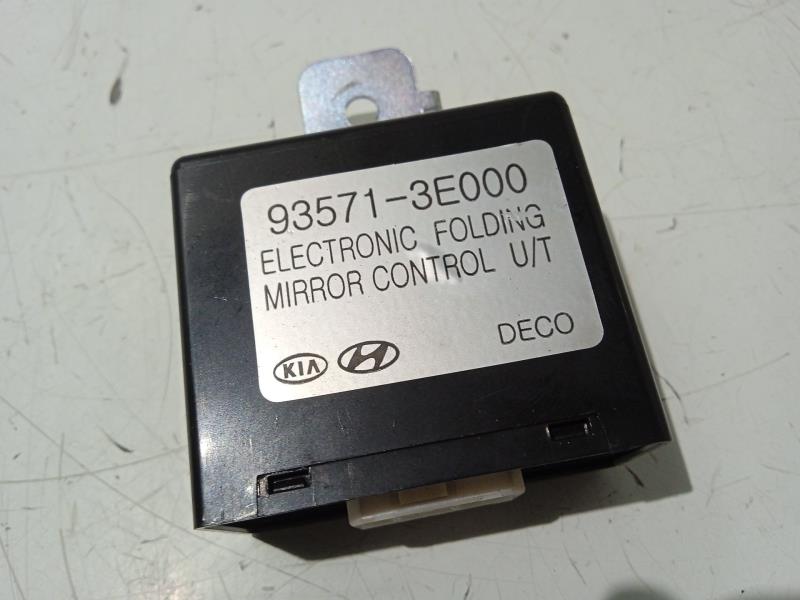 93571-3E000
ELECTRONIC FOLDING
MIRROR CONTROL U/T
KIA DECO